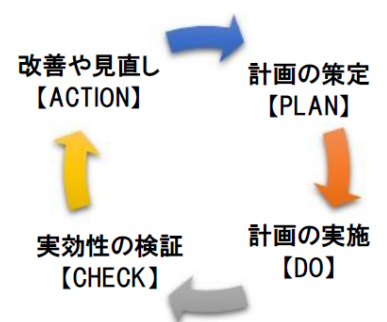 改善や見直し
【ACTION】
計画の策定
【PLAN】
計画の実施
【DO】
実効性の検証
【CHECK】